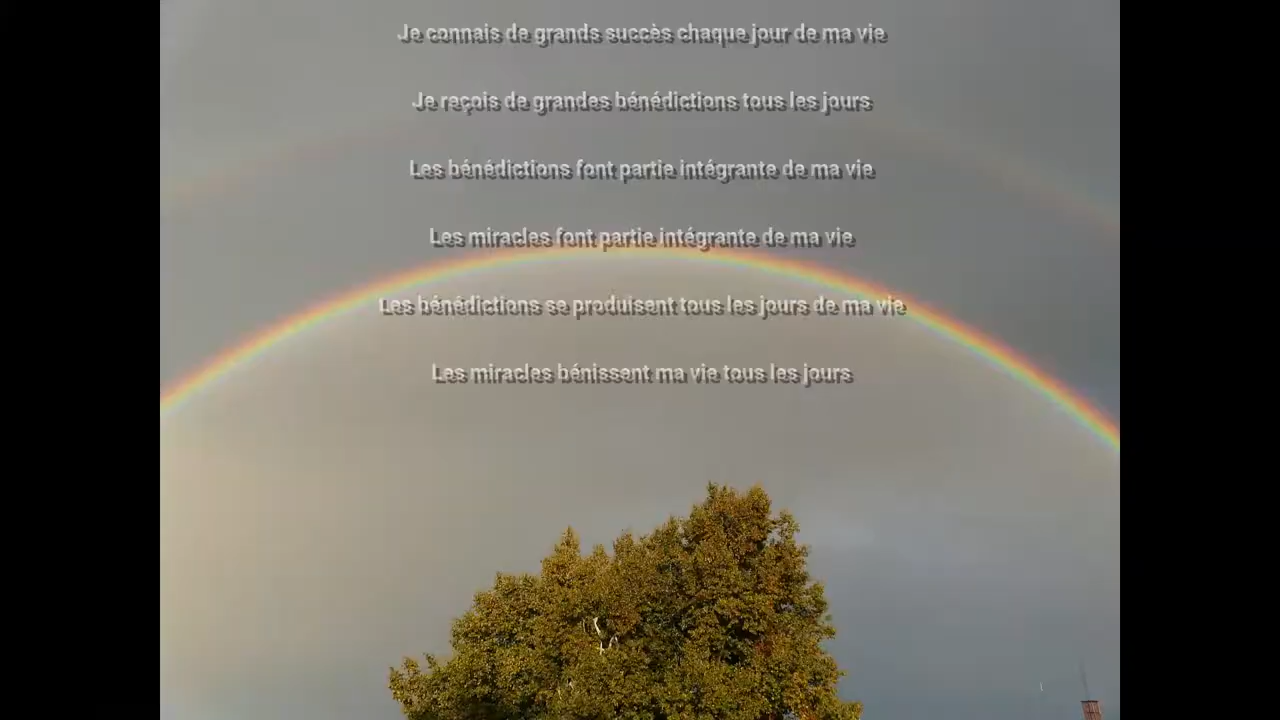 Je connais de grands succès chaque jour de ma vie
Je reçois de grandes bénédictions tous les jours
Les bénédictions font partie intégrante de ma vie
Les miracles font partie intégrante de ma vie
Les bénédictions se produisent tous les jours de ma vie
Les miracles bénissent ma vie tous les jours